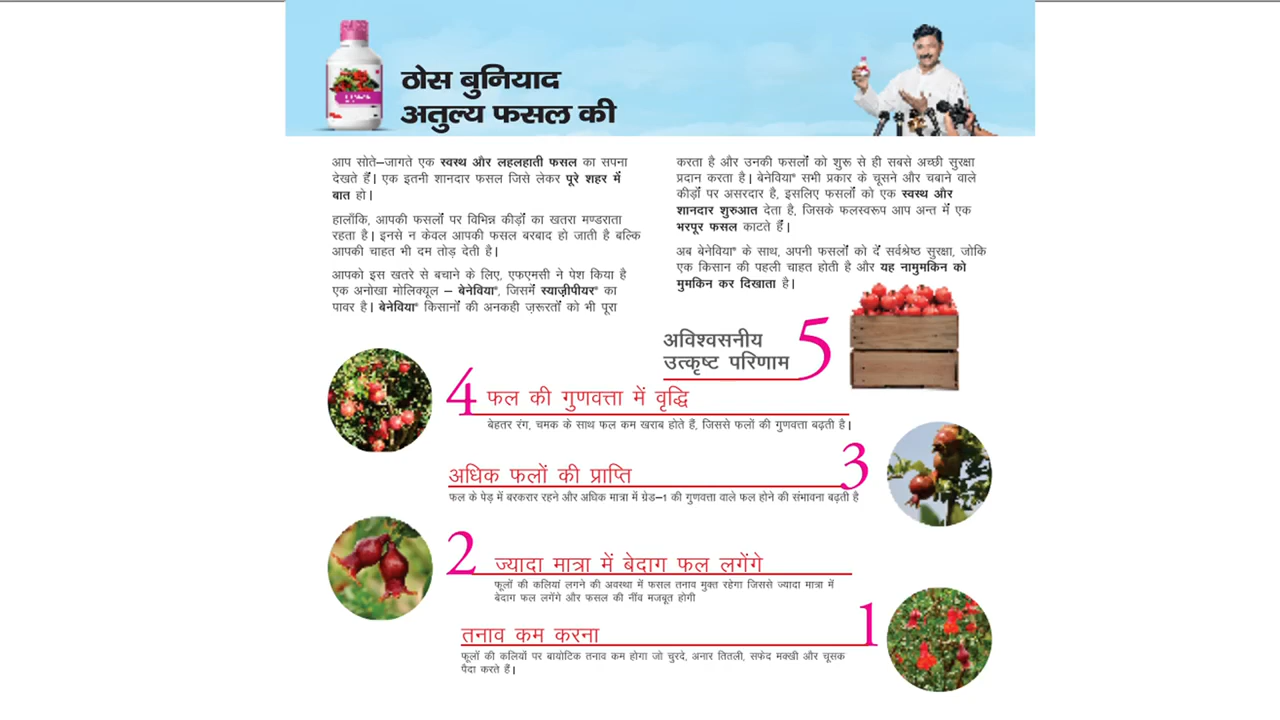 ठोस बुनियाद
अतुल्य फसल की
आप सोते–जागते एक स्वस्थ और लहलहाती फसल का सपना
देखते हैं। एक इतनी शानदार फसल जिसे लेकर पूरे शहर में
बात हो।
हालाँकि, आपकी फसलों पर विभिन्न कीड़ों का खतरा मण्डराता
रहता है। इनसे न केवल आपकी फसल बरबाद हो जाती है बल्कि
आपकी चाहत भी दम तोड़ देती है।
आपको इस खतरे से बचाने के लिए, एफएमसी ने पेश किया है
एक अनोखा मोलिक्यूल – बेनेविया®, जिसमें स्याज़ीपीयर® का
पावर है। बेनेविया® किसानों की अनकही ज़रूरतों को भी पूरा
करता है और उनकी फसलों को शुरू से ही सबसे अच्छी सुरक्षा
प्रदान करता है। बेनेविया® सभी प्रकार के चूसने और चबाने वाले
कीड़ों पर असरदार है, इसलिए फसलों को एक स्वस्थ और
शानदार शुरुआत देता है, जिसके फलस्वरूप आप अन्त में एक
भरपूर फसल काटते हैं।
अब बेनेविया® के साथ, अपनी फसलों को दें सर्वश्रेष्ठ सुरक्षा, जोकि
एक किसान की पहली चाहत होती है और यह नामुमकिन को
मुमकिन कर दिखाता है।
अविश्वसनीय
उत्कृष्ट परिणाम
5
4
फल की गुणवत्ता में वृद्धि
बेहतर रंग, चमक के साथ फल कम खराब होते हैं, जिससे फलों की गुणवत्ता बढ़ती है।
3
अधिक फलों की प्राप्ति
फल के पेड़ में बरकरार रहने और अधिक मात्रा में ग्रेड–1 की गुणवत्ता वाले फल होने की संभावना बढ़ती है
2
ज्यादा मात्रा में बेदाग फल लगेंगे
फूलों की कलियां लगने की अवस्था में फसल तनाव मुक्त रहेगा जिससे ज्यादा मात्रा में
बेदाग फल लगेंगे और फसल की नींव मजबूत होगी
1
तनाव कम करना
फूलों की कलियों पर बायोटिक तनाव कम होगा जो चुरदे, अनार तितली, सफेद मक्खी और चूसक
पैदा करते हैं।